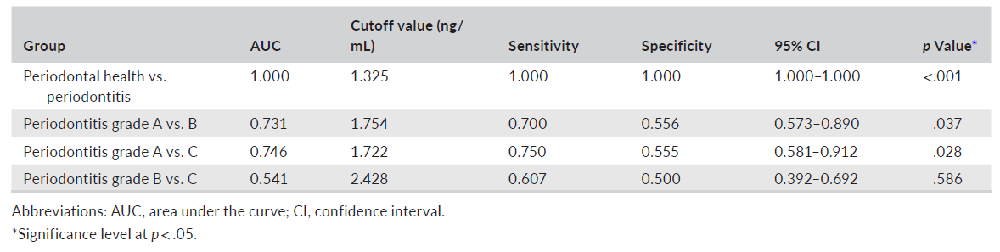 Group AUC Cutoff value (ng/mL) Sensitivity Specificity 95% CI p Value*
Periodontal health vs. periodontitis 1.000 1.325 1.000 1.000 1.000–1.000 <.001
Periodontitis grade A vs. B 0.731 1.754 0.700 0.556 0.573–0.890 .037
Periodontitis grade A vs. C 0.746 1.722 0.750 0.555 0.581–0.912 .028
Periodontitis grade B vs. C 0.541 2.428 0.607 0.500 0.392–0.692 .586
Abbreviations: AUC, area under the curve; CI, confidence interval.
*Significance level at p < .05.